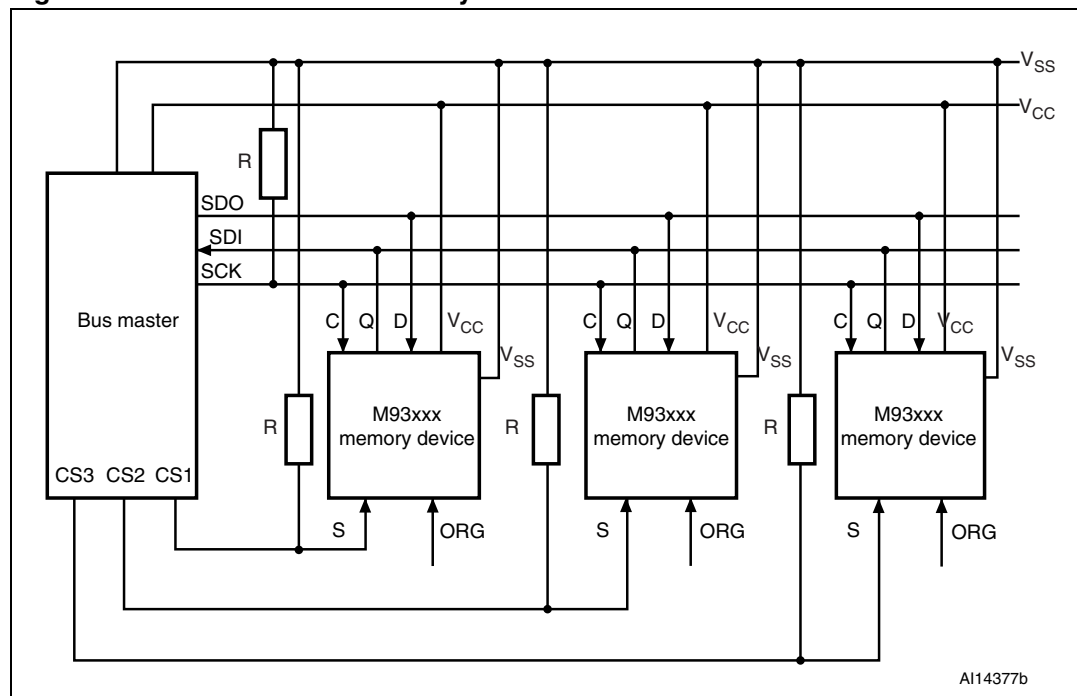 VSS
VCC
R
SDO
SDI
SCK
Bus master
C Q D VCC VSS
C Q D VCC VSS
C Q D VCC VSS
R
M93xxx
memory device
R
M93xxx
memory device
R
M93xxx
memory device
CS3 CS2 CS1
S ORG
S ORG
S ORG
AI14377b